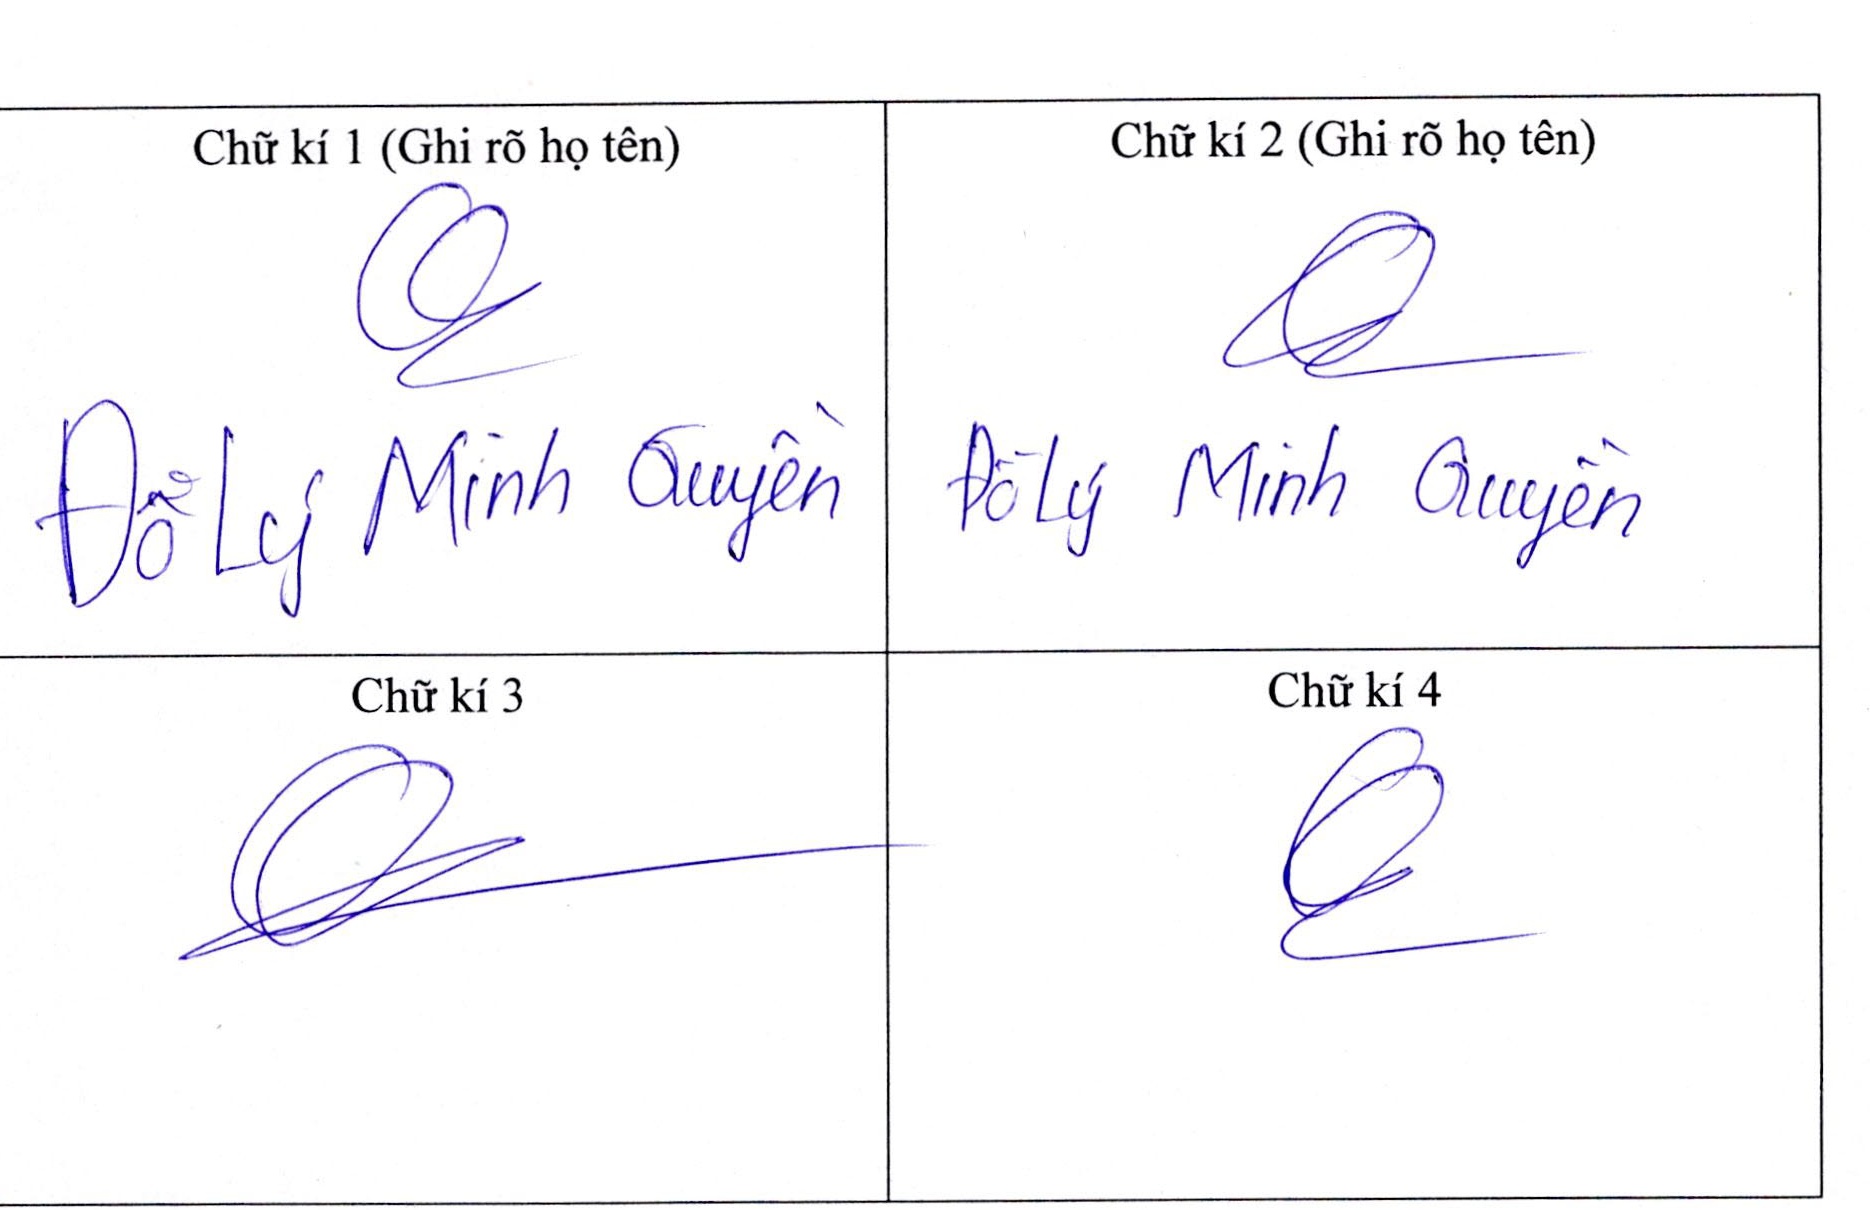 Chữ kí 1 (Ghi rõ họ tên)
Đỗ Lý Minh Quyền
Chữ kí 2 (Ghi rõ họ tên)
Đỗ Lý Minh Quyền
Chữ kí 3
Chữ kí 4